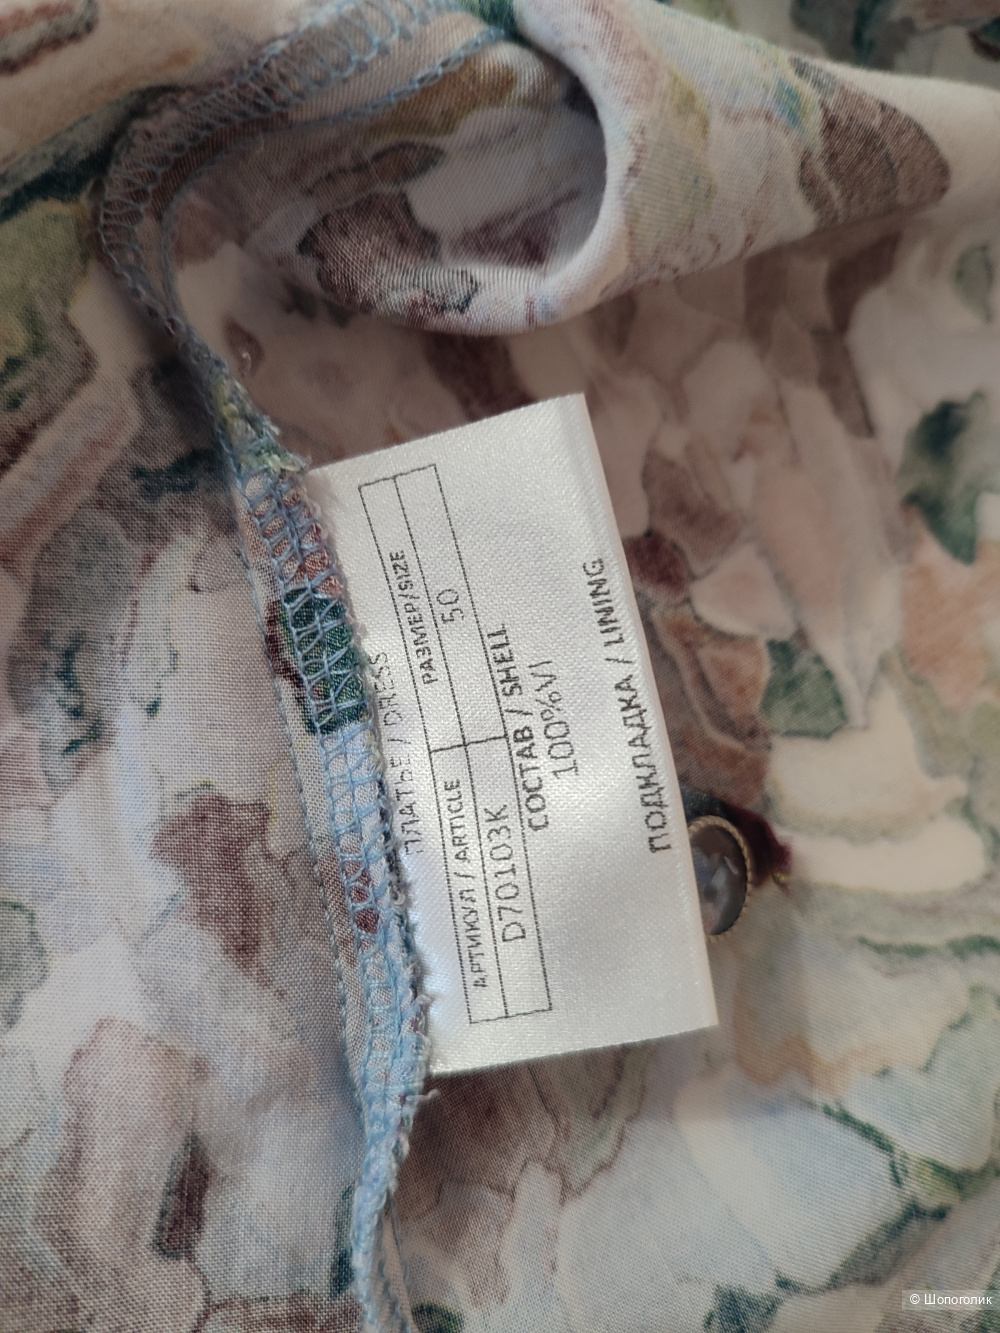 ПЛАТЬЕ / DRESS
АРТИКУЛ / ARTICLE РАЗМЕР/SIZE
D70103K 50
СОСТАВ / SHELL
100%VI
ПОДКЛАДКА / LINING
© Шопоголик